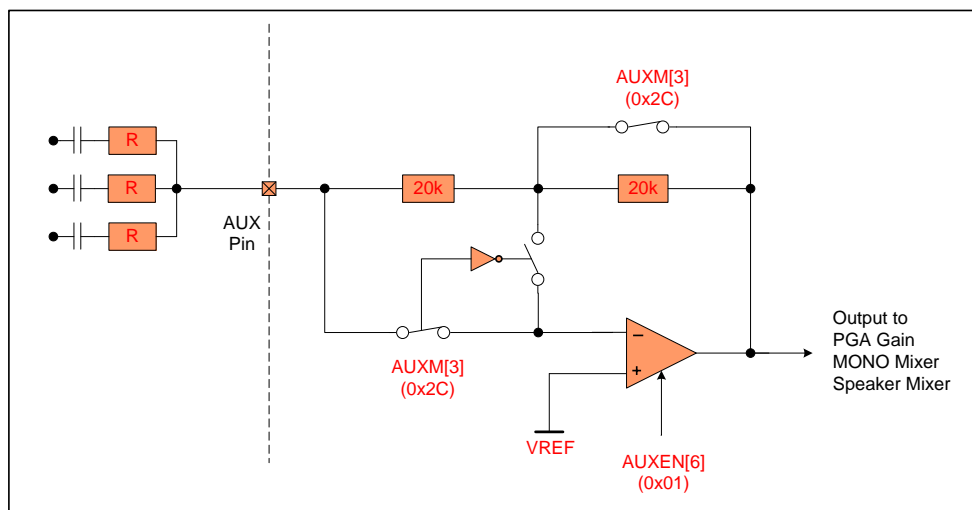 AUXM[3]
(0x2C)
R
R
R
20k
20k
AUX
Pin
AUXM[3]
(0x2C)
−
+
VREF
AUXEN[6]
(0x01)
Output to
PGA Gain
MONO Mixer
Speaker Mixer